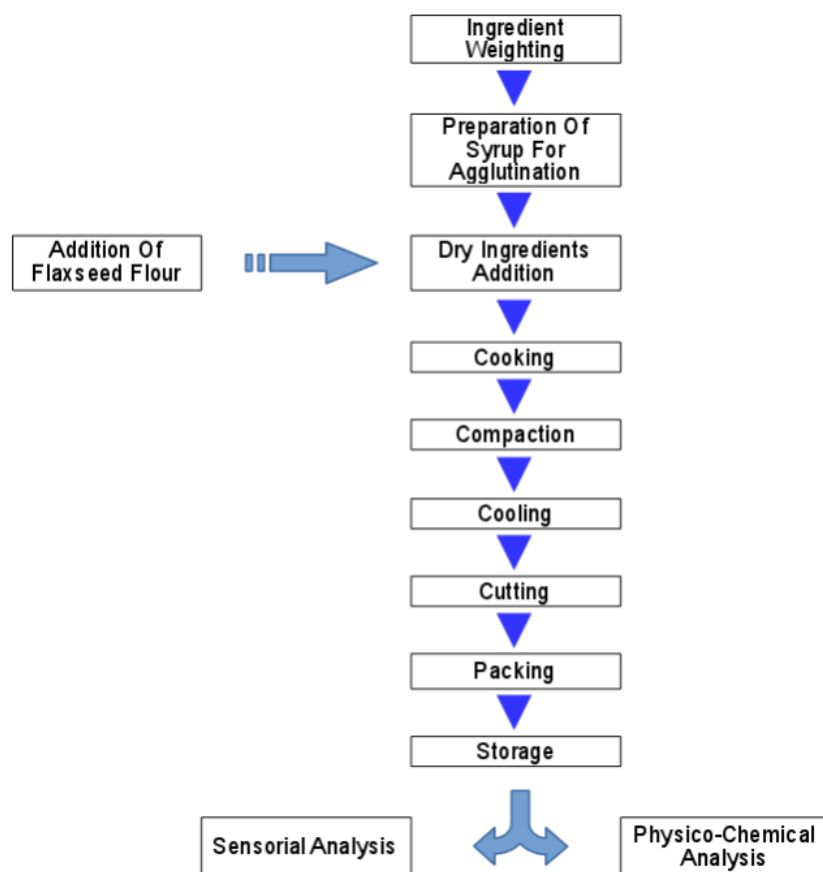 Ingredient
Weighting
Preparation Of
Syrup For
Agglutination
Addition Of
Flaxseed Flour
Dry Ingredients
Addition
Cooking
Compaction
Cooling
Cutting
Packing
Storage
Sensorial Analysis
Physico-Chemical
Analysis